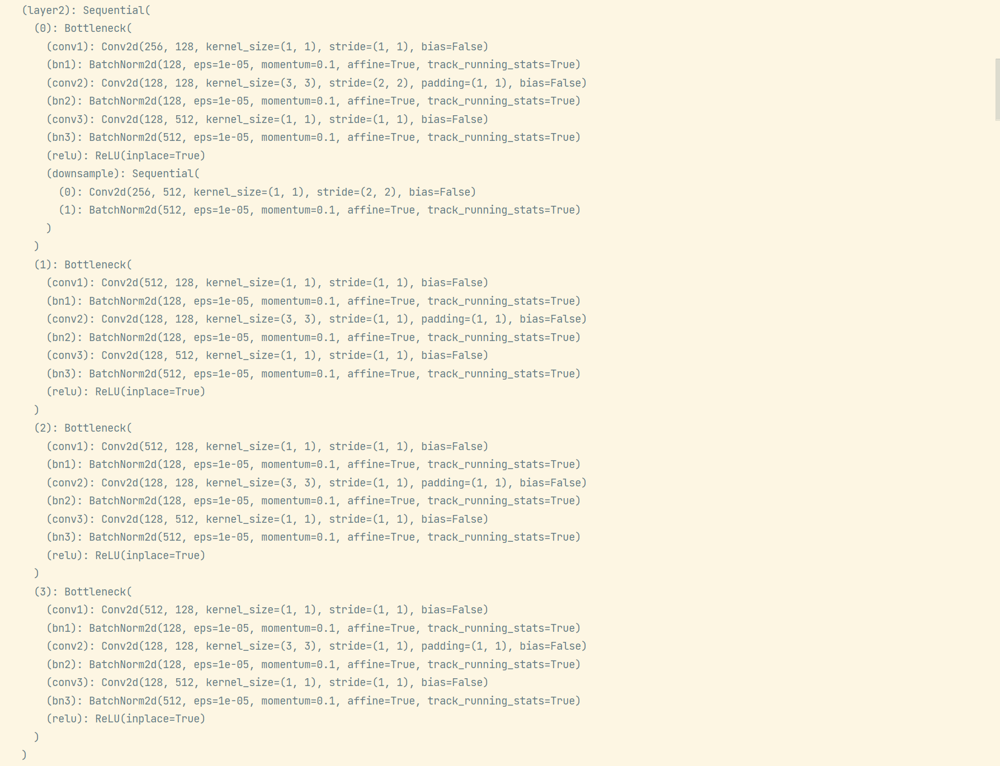 (layer2): Sequential(
(0): Bottleneck(
(conv1): Conv2d(256, 128, kernel_size=(1, 1), stride=(1, 1), bias=False)
(bn1): BatchNorm2d(128, eps=1e-05, momentum=0.1, affine=True, track_running_stats=True)
(conv2): Conv2d(128, 128, kernel_size=(3, 3), stride=(2, 2), padding=(1, 1), bias=False)
(bn2): BatchNorm2d(128, eps=1e-05, momentum=0.1, affine=True, track_running_stats=True)
(conv3): Conv2d(128, 512, kernel_size=(1, 1), stride=(1, 1), bias=False)
(bn3): BatchNorm2d(512, eps=1e-05, momentum=0.1, affine=True, track_running_stats=True)
(relu): ReLU(inplace=True)
(downsample): Sequential(
(0): Conv2d(256, 512, kernel_size=(1, 1), stride=(2, 2), bias=False)
(1): BatchNorm2d(512, eps=1e-05, momentum=0.1, affine=True, track_running_stats=True)
)
)
(1): Bottleneck(
(conv1): Conv2d(512, 128, kernel_size=(1, 1), stride=(1, 1), bias=False)
(bn1): BatchNorm2d(128, eps=1e-05, momentum=0.1, affine=True, track_running_stats=True)
(conv2): Conv2d(128, 128, kernel_size=(3, 3), stride=(1, 1), padding=(1, 1), bias=False)
(bn2): BatchNorm2d(128, eps=1e-05, momentum=0.1, affine=True, track_running_stats=True)
(conv3): Conv2d(128, 512, kernel_size=(1, 1), stride=(1, 1), bias=False)
(bn3): BatchNorm2d(512, eps=1e-05, momentum=0.1, affine=True, track_running_stats=True)
(relu): ReLU(inplace=True)
)
(2): Bottleneck(
(conv1): Conv2d(512, 128, kernel_size=(1, 1), stride=(1, 1), bias=False)
(bn1): BatchNorm2d(128, eps=1e-05, momentum=0.1, affine=True, track_running_stats=True)
(conv2): Conv2d(128, 128, kernel_size=(3, 3), stride=(1, 1), padding=(1, 1), bias=False)
(bn2): BatchNorm2d(128, eps=1e-05, momentum=0.1, affine=True, track_running_stats=True)
(conv3): Conv2d(128, 512, kernel_size=(1, 1), stride=(1, 1), bias=False)
(bn3): BatchNorm2d(512, eps=1e-05, momentum=0.1, affine=True, track_running_stats=True)
(relu): ReLU(inplace=True)
)
(3): Bottleneck(
(conv1): Conv2d(512, 128, kernel_size=(1, 1), stride=(1, 1), bias=False)
(bn1): BatchNorm2d(128, eps=1e-05, momentum=0.1, affine=True, track_running_stats=True)
(conv2): Conv2d(128, 128, kernel_size=(3, 3), stride=(1, 1), padding=(1, 1), bias=False)
(bn2): BatchNorm2d(128, eps=1e-05, momentum=0.1, affine=True, track_running_stats=True)
(conv3): Conv2d(128, 512, kernel_size=(1, 1), stride=(1, 1), bias=False)
(bn3): BatchNorm2d(512, eps=1e-05, momentum=0.1, affine=True, track_running_stats=True)
(relu): ReLU(inplace=True)
)
)